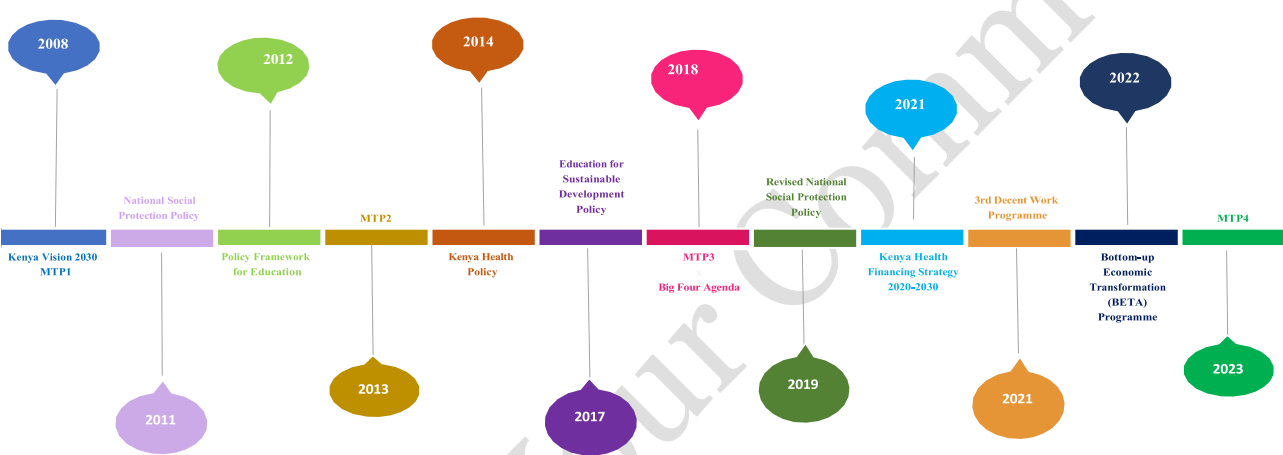 2008
Kenya Vision 2030
MTP1
National Social
Protection Policy
2011
2012
Policy Framework
for Education
MTP2
2013
2014
Kenya Health
Policy
Education for
Sustainable
Development
Policy
2017
2018
MTP3
Big Four Agenda
Revised National
Social Protection
Policy
2019
2021
Kenya Health
Financing Strategy
2020-2030
3rd Decent Work
Programme
2021
2022
Bottom-up
Economic
Transformation
(BETA)
Programme
MTP4
2023